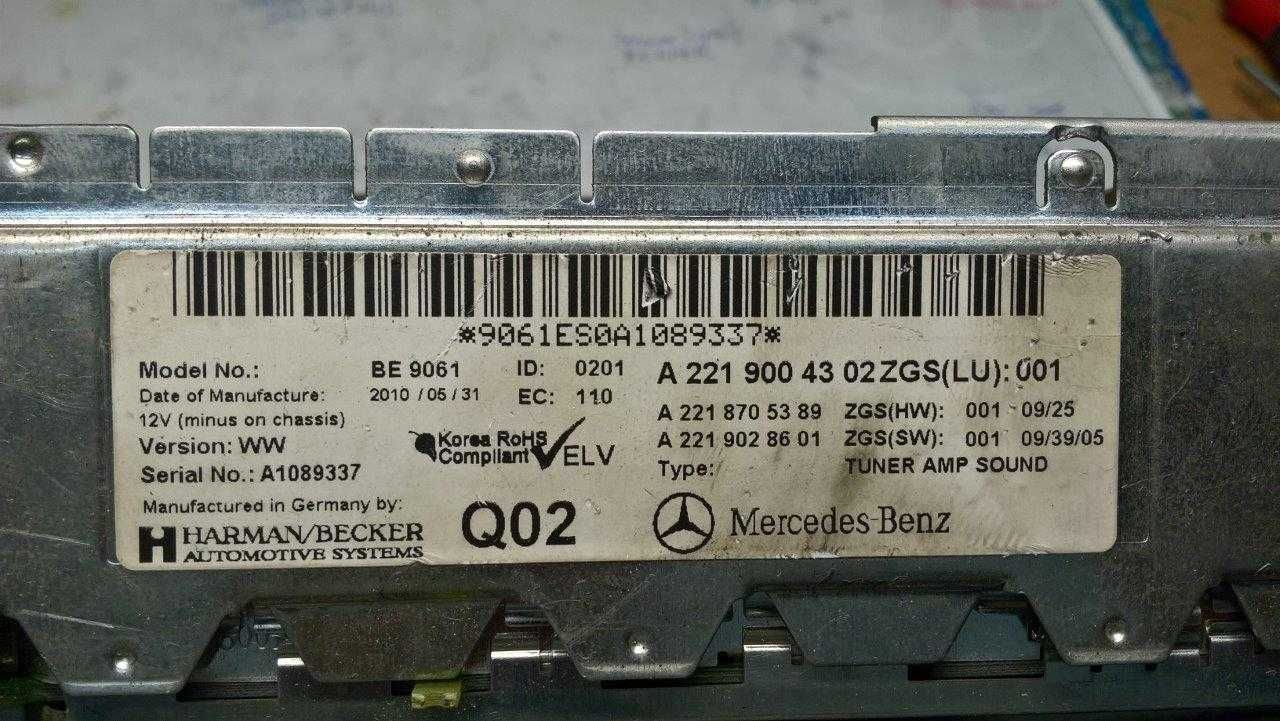 *9061ES0A1089337*
Model No.: BE 9061 ID: 0201 A 221 900 43 02 ZGS(LU): 001
Date of Manufacture: 2010 / 05 / 31 EC: 110
12V (minus on chassis) A 221 870 53 89 ZGS(HW): 001 09/25
Version: WW Korea RoHS Compliant ELV A 221 902 86 01 ZGS(SW): 001 09/39/05
Serial No.: A1089337 Type: TUNER AMP SOUND
Manufactured in Germany by:
HARMAN/BECKER
AUTOMOTIVE SYSTEMS
Q02
Mercedes-Benz